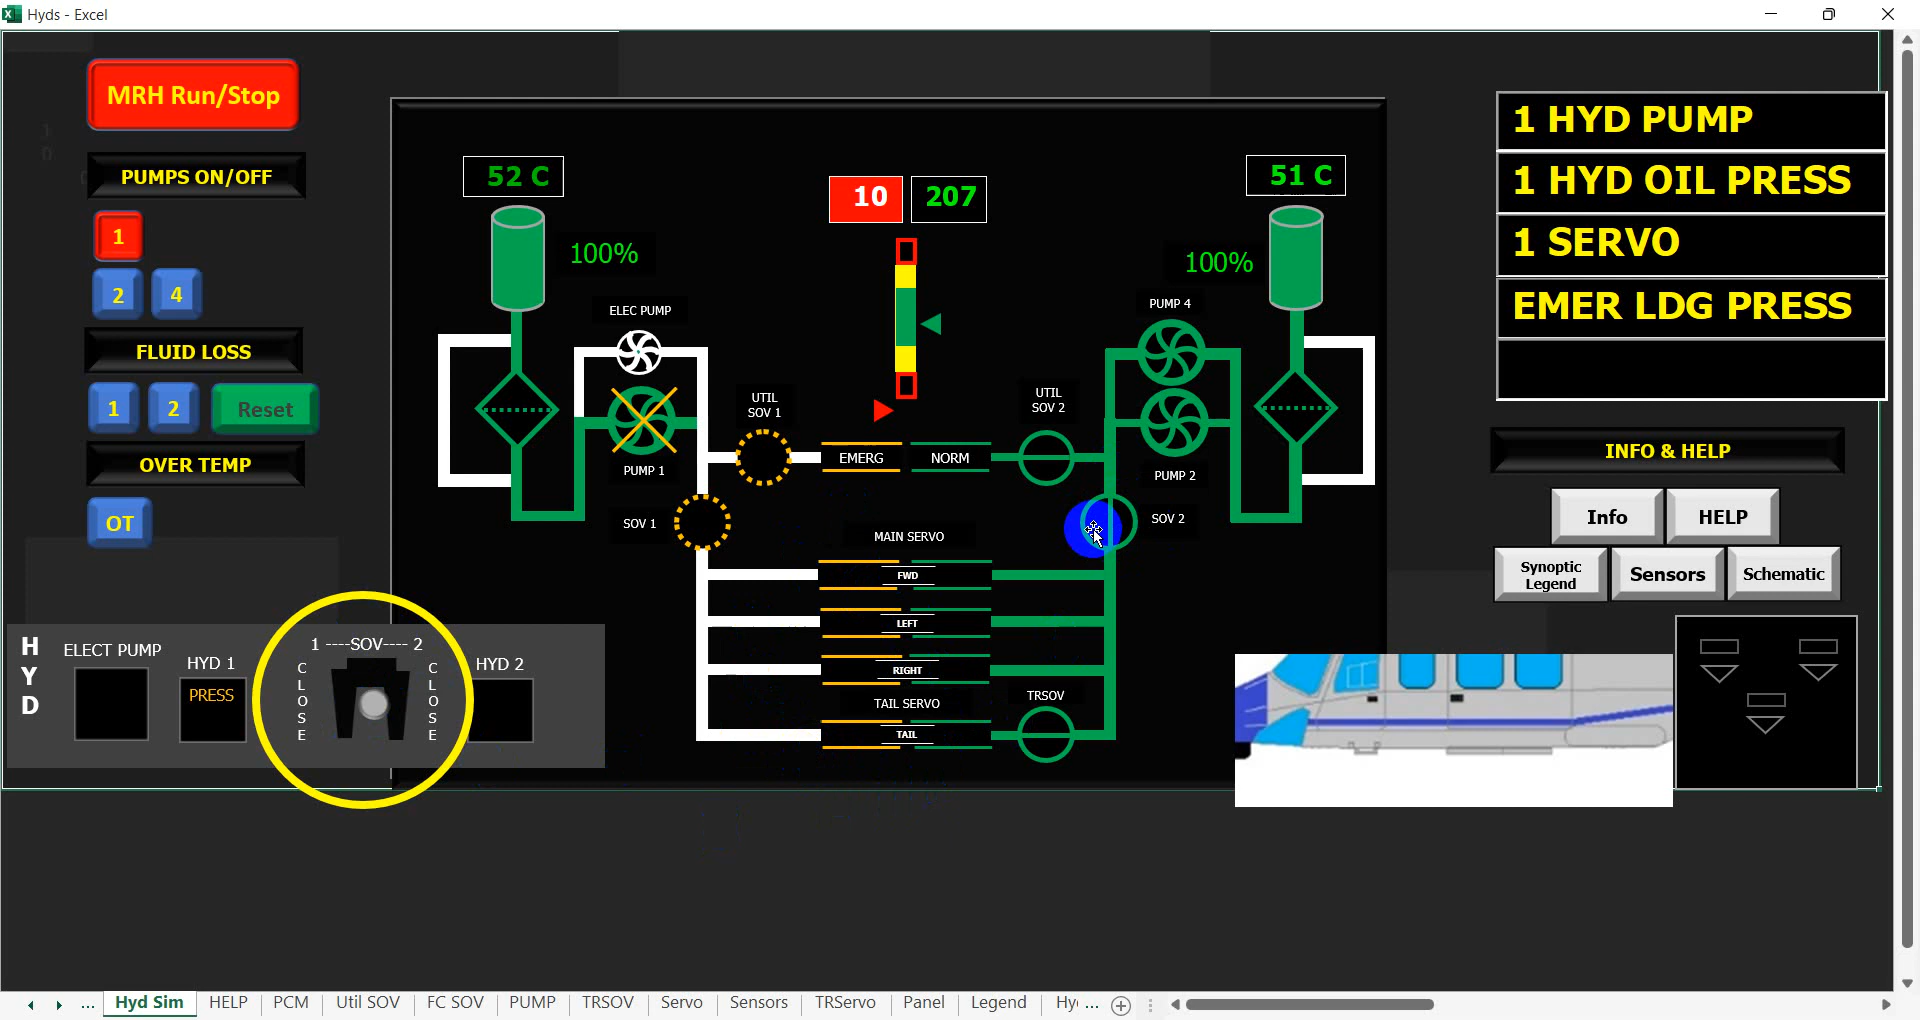 Hyds - Excel
MRH Run/Stop
PUMPS ON/OFF
1
2 4
FLUID LOSS
1 2 Reset
OVER TEMP
OT
52 C
100%
ELEC PUMP
PUMP 1
UTIL
SOV 1
SOV 1
10 207
EMERG NORM
MAIN SERVO
FWD
LEFT
RIGHT
TAIL SERVO
TAIL
51 C
100%
PUMP 4
UTIL
SOV 2
PUMP 2
SOV 2
TRSOV
1 HYD PUMP
1 HYD OIL PRESS
1 SERVO
EMER LDG PRESS
INFO & HELP
Info HELP
Synoptic
Legend
Sensors
Schematic
HYD
ELECT PUMP
HYD 1
PRESS
1 ----SOV---- 2
CLOSE
CLOSE
HYD 2
... Hyd Sim HELP PCM Util SOV FC SOV PUMP TRSOV Servo Sensors TRServo Panel Legend Hy ...